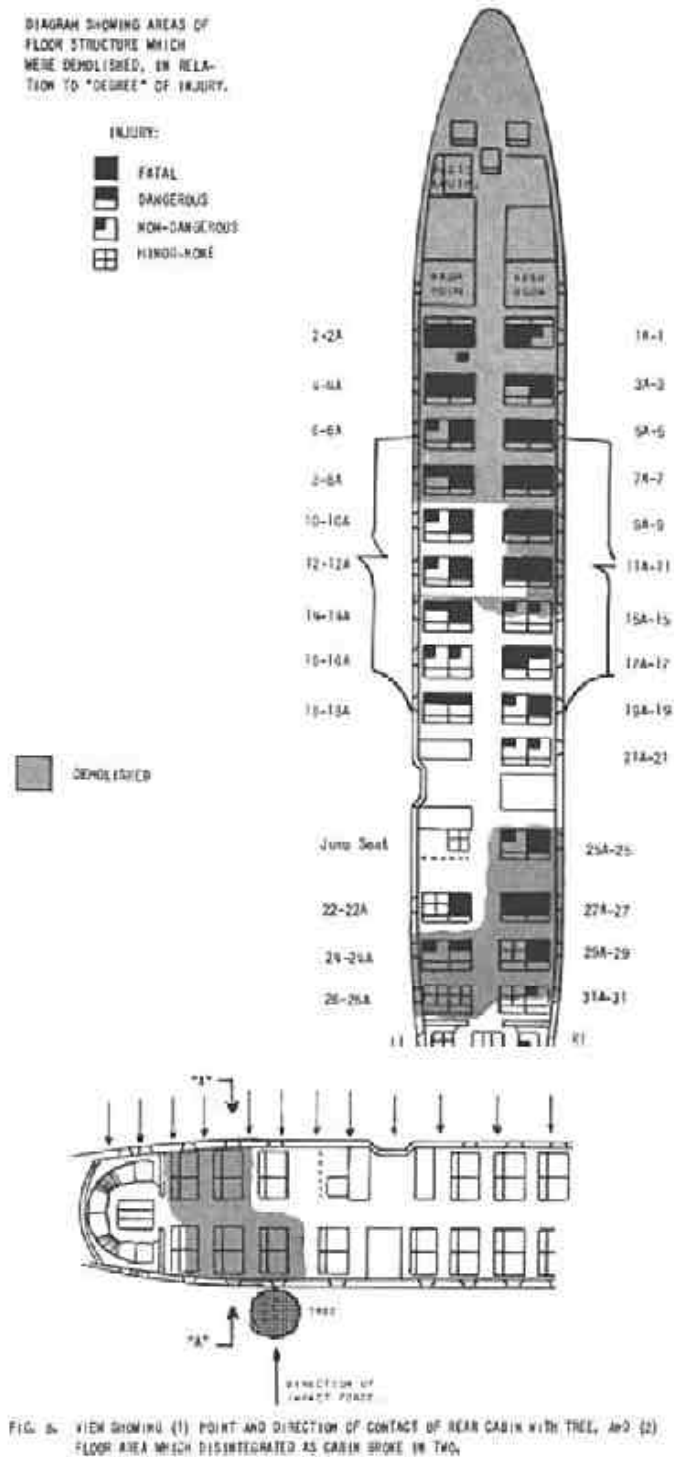 DIAGRAM SHOWING AREAS OF
FLOOR STRUCTURE WHICH
WERE DEMOLISHED, IN RELA-
TION TO "DEGREE" OF INJURY.
INJURY:
FATAL
DANGEROUS
NON-DANGEROUS
MINOR-NONE
2-2A
1A-1
4-4A
3A-3
6-6A
5A-5
8-8A
7A-7
10-10A
9A-9
12-12A
11A-11
14-14A
15A-15
17A-17
19A-19
21A-21
DEMOLISHED
Jump Seat
25A-25
22-22A
27A-27
24-24A
29A-29
26-26A
31A-31
"A"
TREE
"A"
DIRECTION OF
IMPACT FORCE
FIG. VIEW SHOWING (1) POINT AND DIRECTION OF CONTACT OF REAR CABIN WITH TREE, AND (2)
FLOOR AREA WHICH DISINTEGRATED AS CABIN BROKE IN TWO.